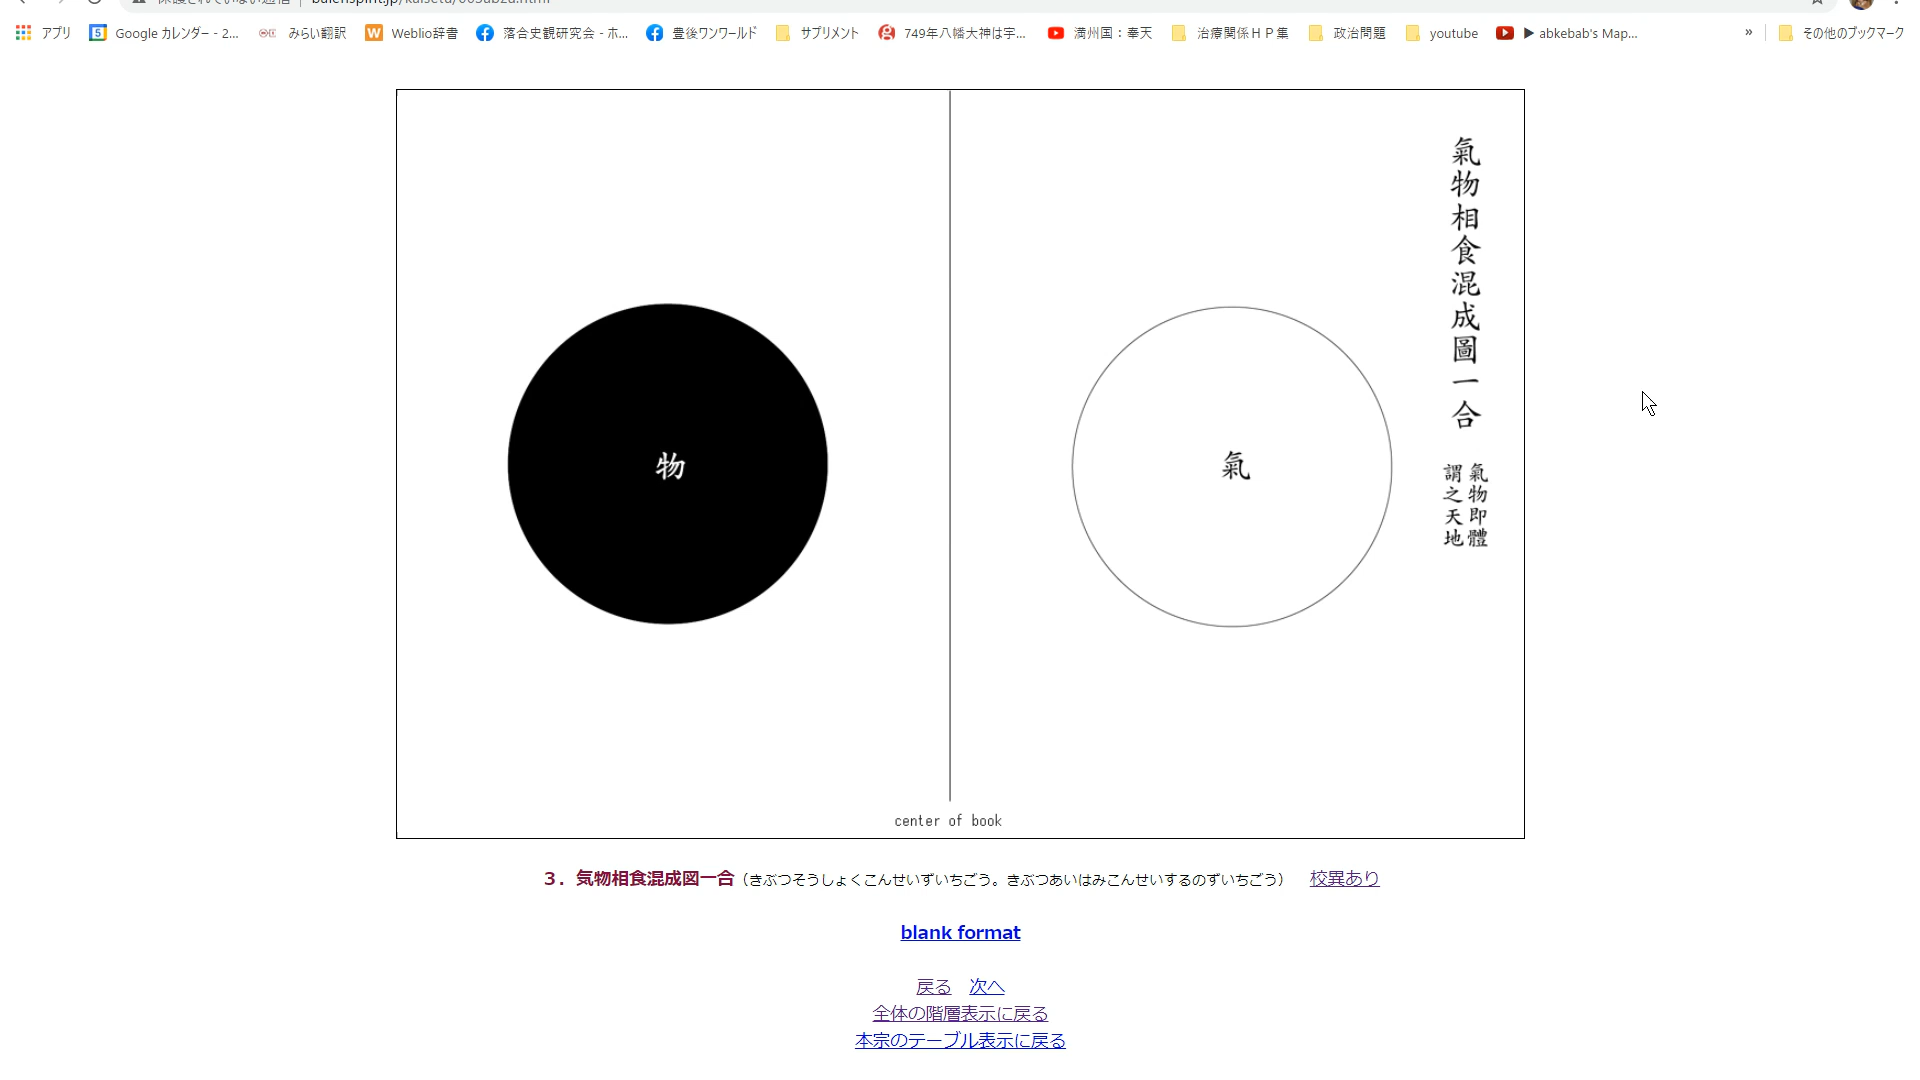 アプリ
Google カレンダー - 2...
みらい翻訳
Weblio辞書
落合史観研究会 - ホ...
豊後ワンワールド
サプリメント
749年八幡大神は宇...
満州国：奉天
治療関係ＨＰ集
政治問題
youtube
▶ abkebab's Map...
»
その他のブックマーク
氣物相食混成圖一合
氣物即體
謂之天地
氣
物
center of book
３．気物相食混成図一合（きぶつそうしょくこんせいずいちごう。きぶつあいはみこんせいするのずいちごう） 校異あり
blank format
戻る 次へ
全体の階層表示に戻る
本宗のテーブル表示に戻る